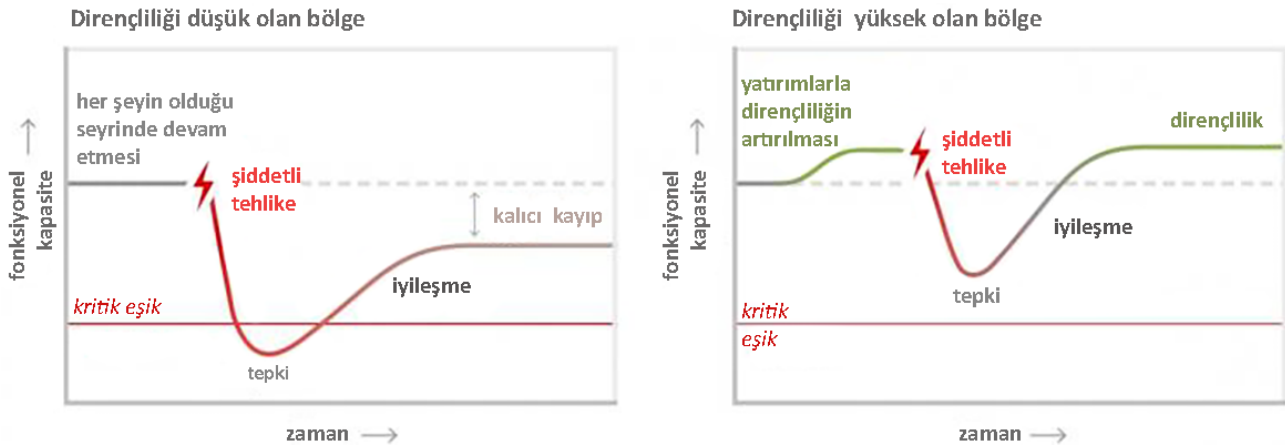 Dirençliliği düşük olan bölge
her şeyin olduğu
seyrinde devam
etmesi
şiddetli
tehlike
kalıcı kayıp
iyileşme
kritik eşik
tepki
fonksiyonel
kapasite
zaman
Dirençliliği yüksek olan bölge
yatırımlarla
dirençliliğin
artırılması
şiddetli
tehlike
dirençlilik
iyileşme
tepki
kritik
eşik
fonksiyonel
kapasite
zaman